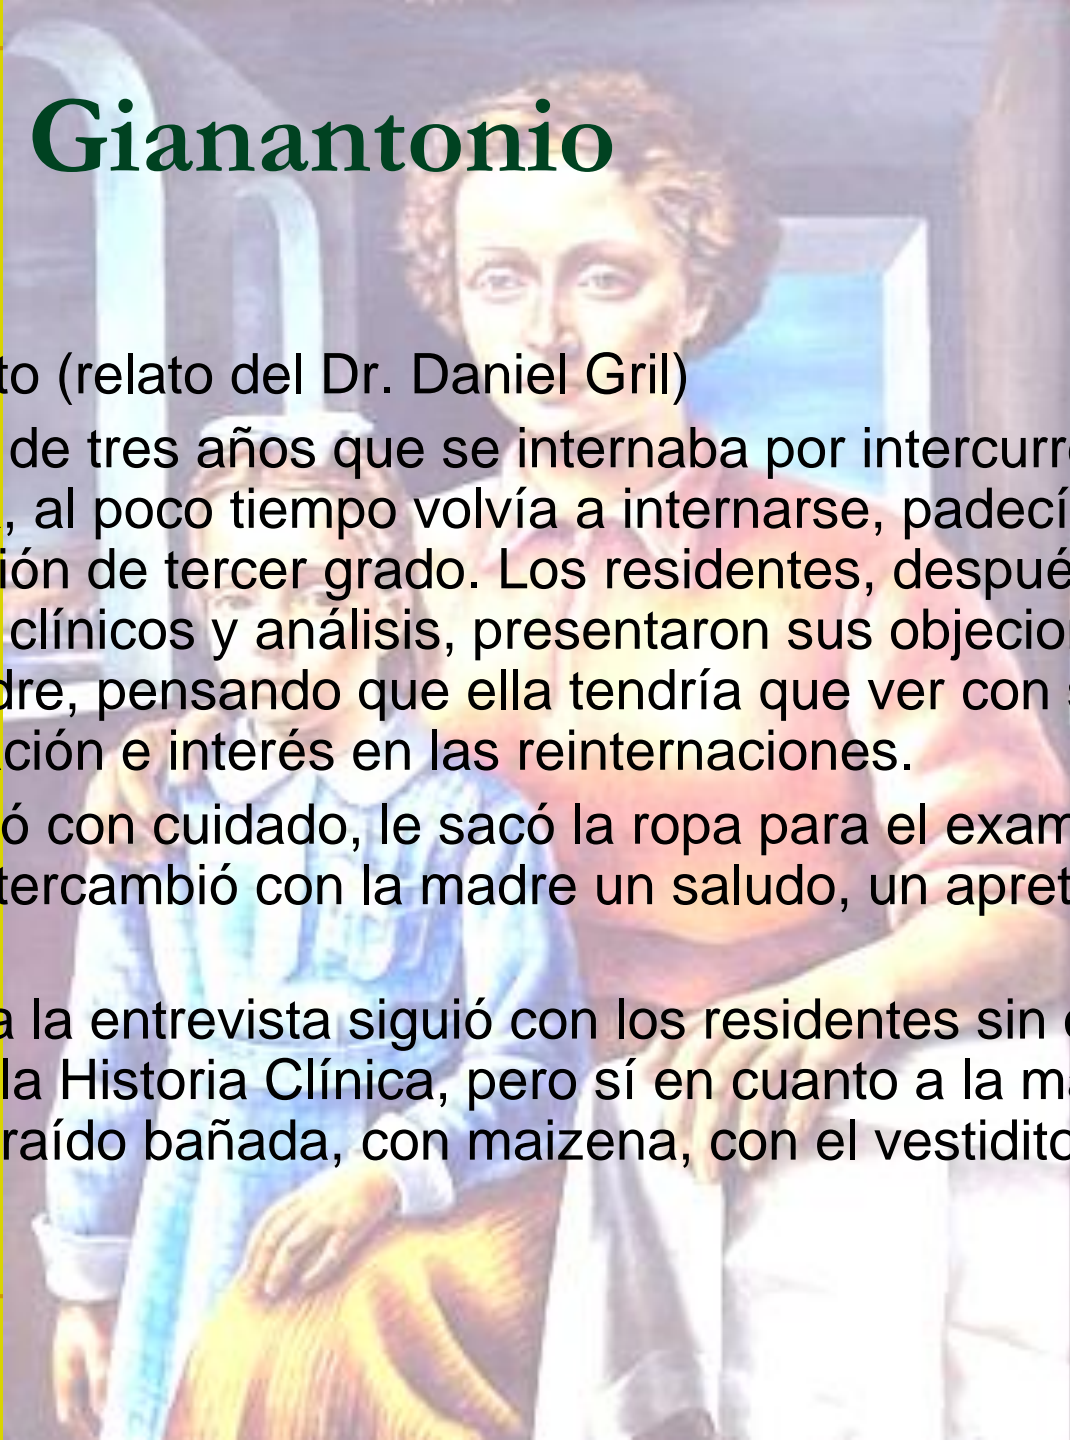 Gianantonio
to (relato del Dr. Daniel Gril)
de tres años que se internaba por intercurr
, al poco tiempo volvía a internarse, padecí
ión de tercer grado. Los residentes, despué
clínicos y análisis, presentaron sus objecio
dre, pensando que ella tendría que ver con s
ción e interés en las reinternaciones.
ó con cuidado, le sacó la ropa para el exam
tercambió con la madre un saludo, un apret
a la entrevista siguió con los residentes sin
la Historia Clínica, pero sí en cuanto a la ma
raído bañada, con maizena, con el vestidito